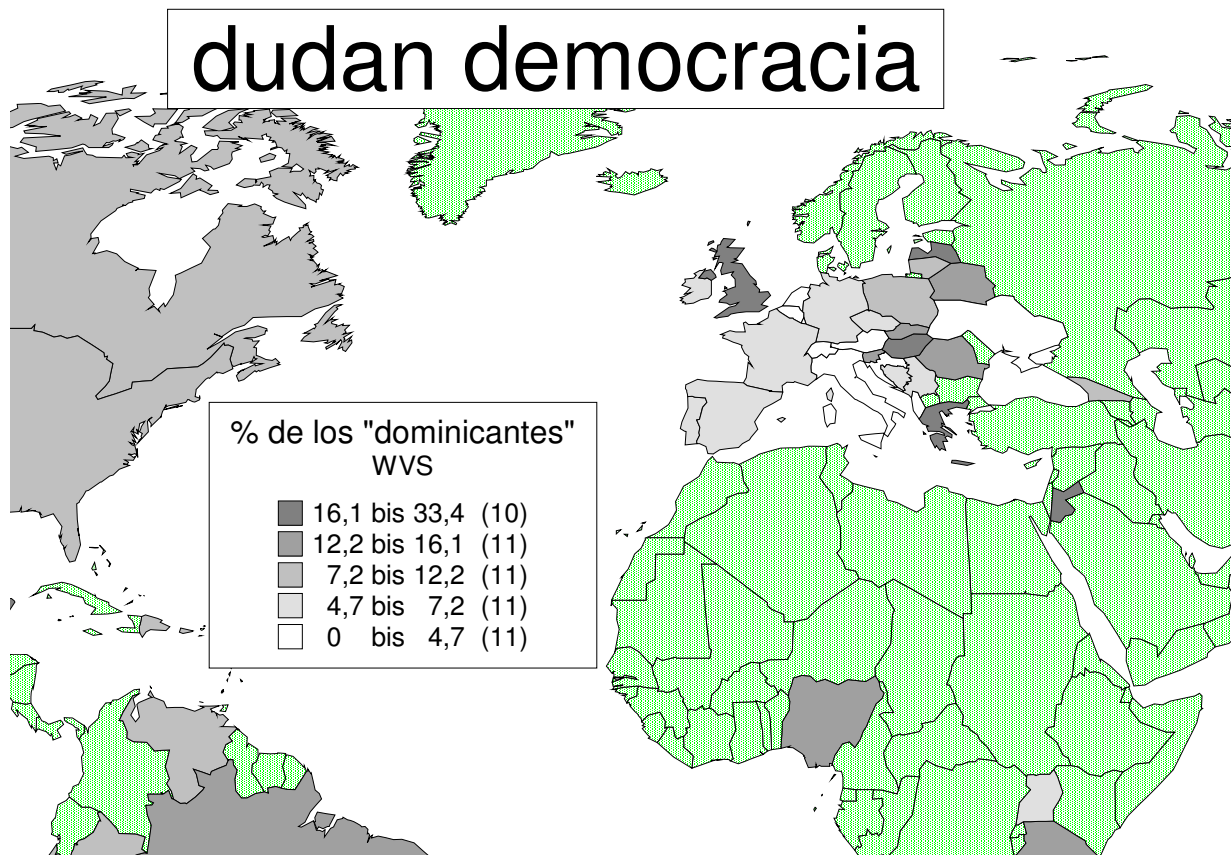 dudan democracia
% de los "dominicantes"
WVS
16,1 bis 33,4 (10)
12,2 bis 16,1 (11)
7,2 bis 12,2 (11)
4,7 bis 7,2 (11)
0 bis 4,7 (11)